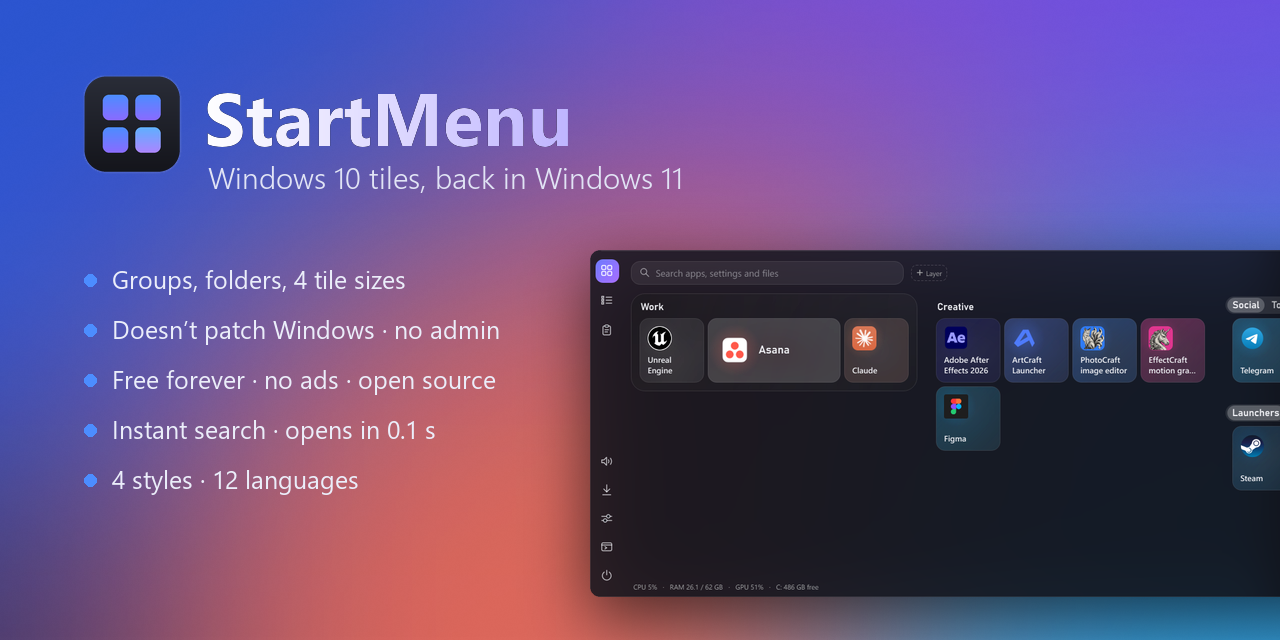 StartMenu
Windows 10 tiles, back in Windows 11
Groups, folders, 4 tile sizes
Doesn’t patch Windows · no admin
Free forever · no ads · open source
Instant search · opens in 0.1 s
4 styles · 12 languages
Search apps, settings and files
+ Layer
Work
Unreal
Engine
Asana
Claude
Creative
Ae
Adobe After
Effects 2026
ArtCraft
Launcher
PhotoCraft
image editor
EffectCraft
motion gra...
Figma
Social
To
Telegram
Launchers
Steam
CPU 5% · RAM 26.1 / 62 GB · GPU 51% · C: 486 GB free